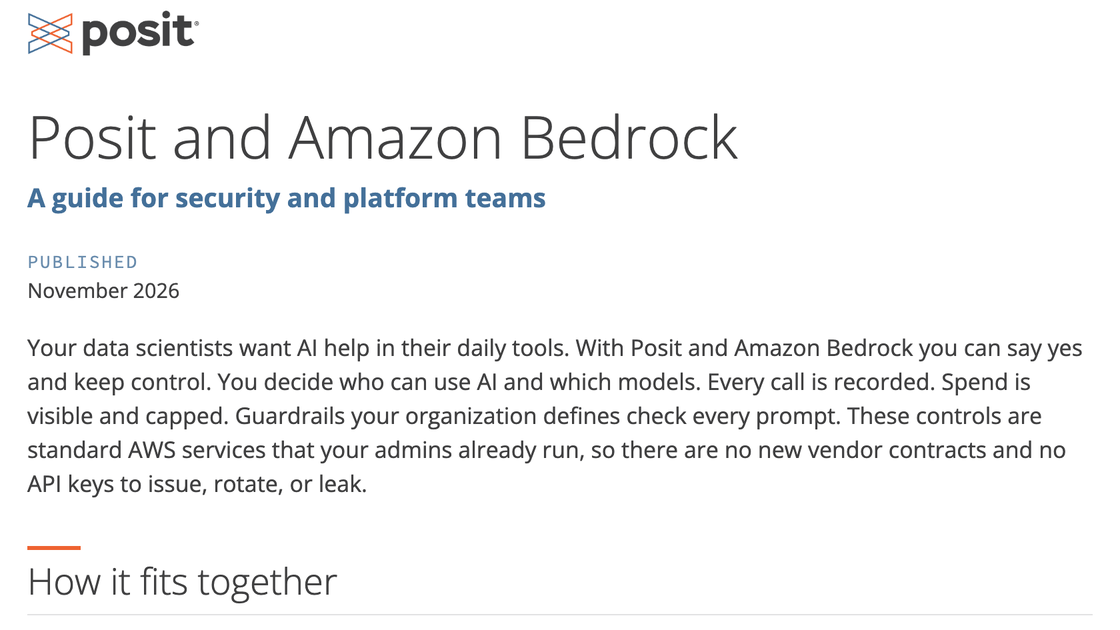 posit®
Posit and Amazon Bedrock
A guide for security and platform teams
PUBLISHED
November 2026
Your data scientists want AI help in their daily tools. With Posit and Amazon Bedrock you can say yes
and keep control. You decide who can use AI and which models. Every call is recorded. Spend is
visible and capped. Guardrails your organization defines check every prompt. These controls are
standard AWS services that your admins already run, so there are no new vendor contracts and no
API keys to issue, rotate, or leak.
How it fits together